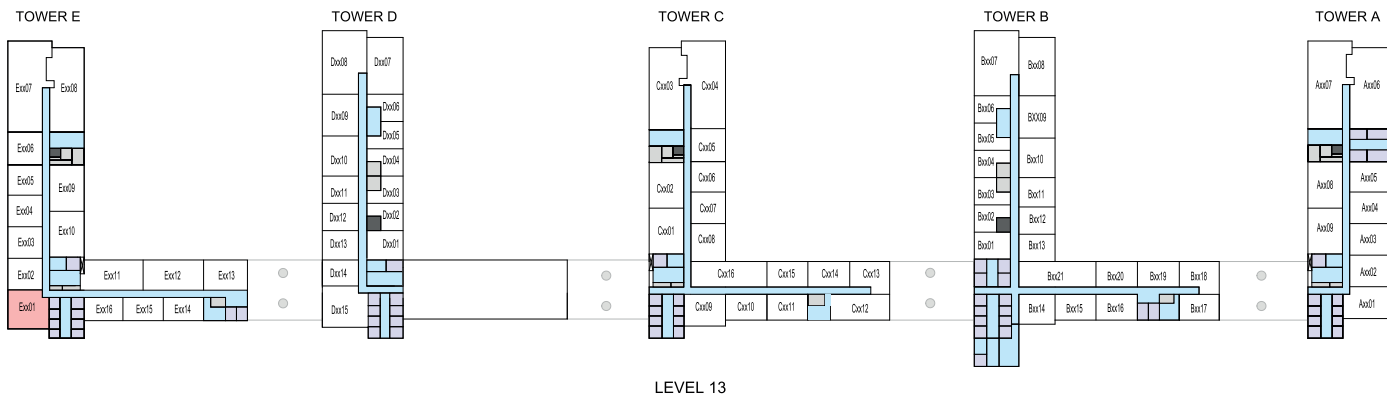 TOWER E
TOWER D
TOWER C
TOWER B
TOWER A
Exx07
Exx08
Exx06
Exx05
Exx09
Exx04
Exx03
Exx10
Exx02
Exx11
Exx12
Exx13
Exx01
Exx16
Exx15
Exx14
Dxx08
Dxx07
Dxx09
Dxx06
Dxx05
Dxx10
Dxx04
Dxx11
Dxx03
Dxx12
Dxx02
Dxx13
Dxx01
Dxx14
Dxx15
Cxx03
Cxx04
Cxx05
Cxx02
Cxx06
Cxx07
Cxx01
Cxx08
Cxx16
Cxx15
Cxx14
Cxx13
Cxx09
Cxx10
Cxx11
Cxx12
Bxx07
Bxx08
Bxx06
BXX09
Bxx05
Bxx04
Bxx10
Bxx03
Bxx11
Bxx02
Bxx12
Bxx01
Bxx13
Bxx21
Bxx20
Bxx19
Bxx18
Bxx14
Bxx15
Bxx16
Bxx17
Axx07
Axx06
Axx08
Axx05
Axx04
Axx09
Axx03
Axx02
Axx01
LEVEL 13